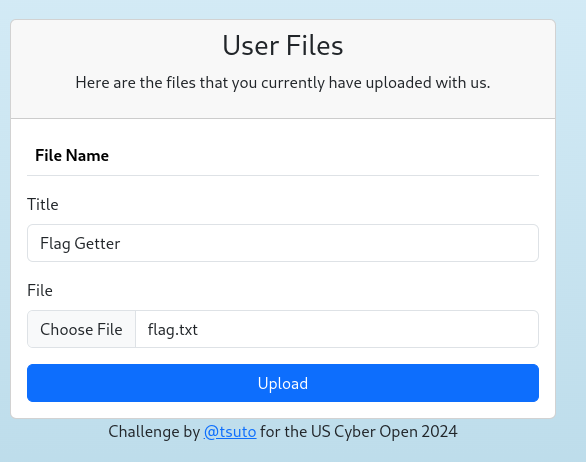 User Files
Here are the files that you currently have uploaded with us.
File Name
Title
Flag Getter
File
Choose File flag.txt
Upload
Challenge by @tsuto for the US Cyber Open 2024